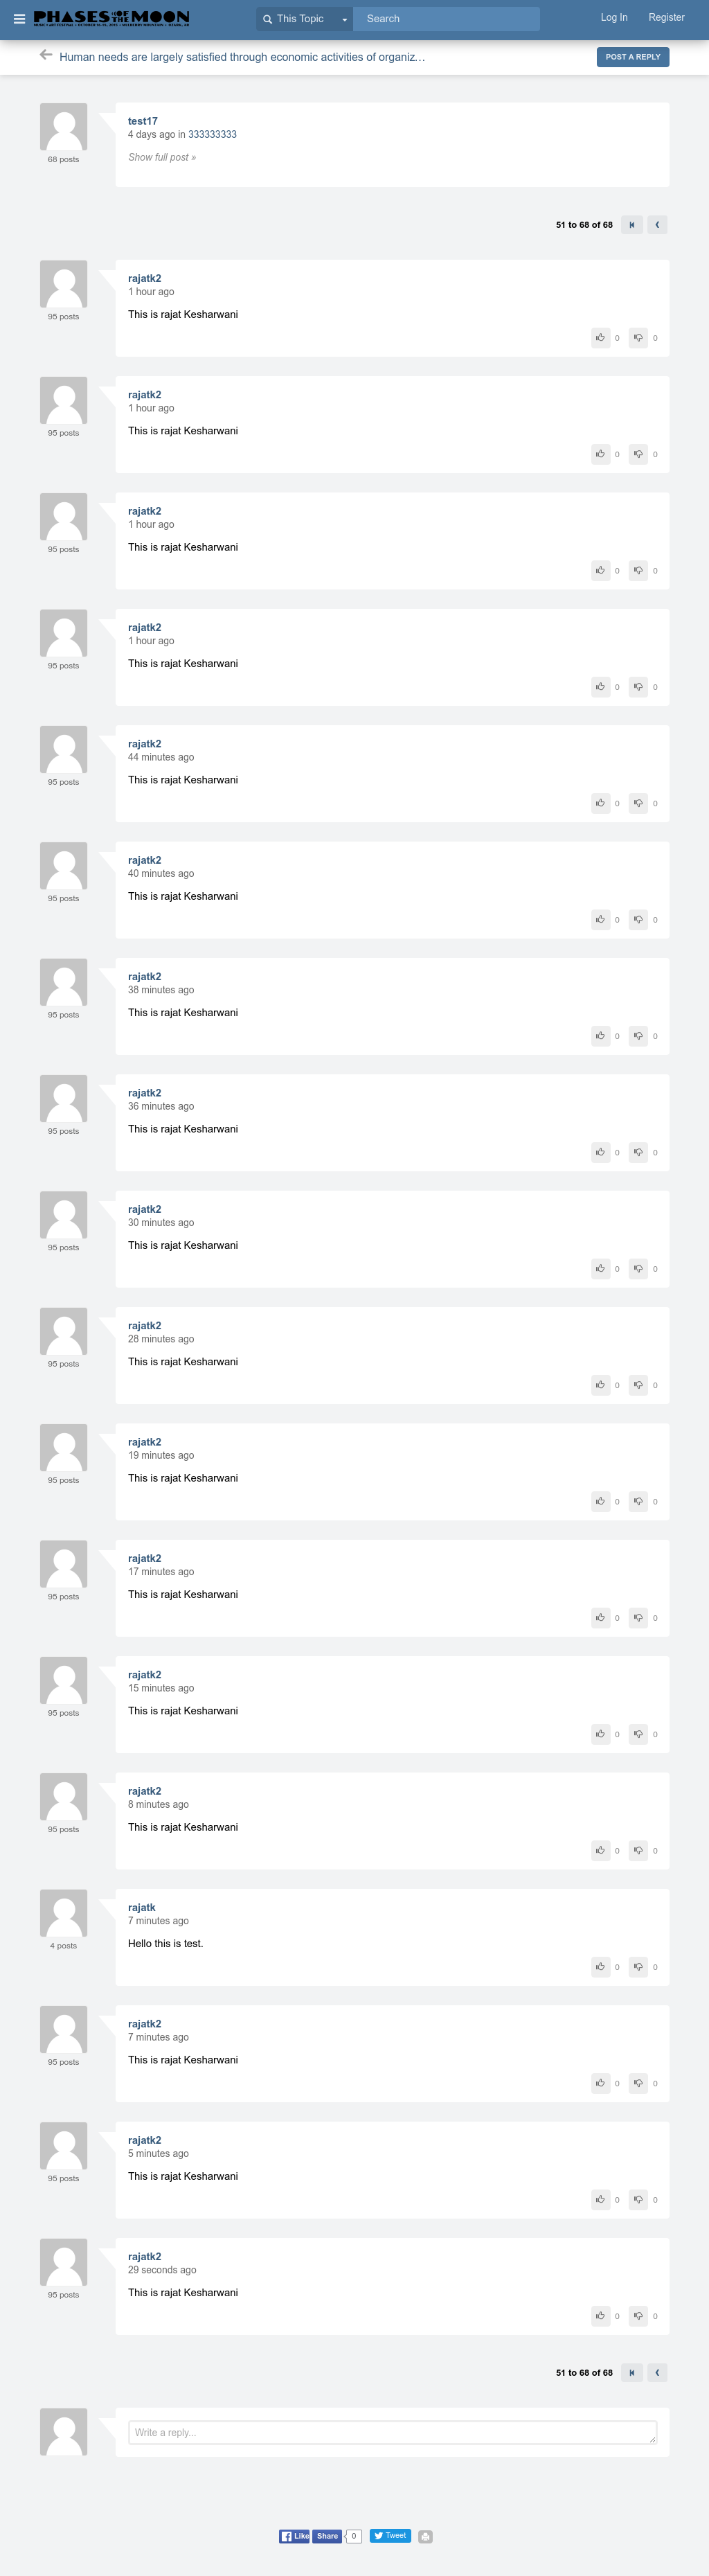 PHASES OF THE MOON
This Topic
Search
Log In
Register
Human needs are largely satisfied through economic activities of organiz...
POST A REPLY
test17
4 days ago in 333333333
68 posts
Show full post »
51 to 68 of 68
rajatk2
1 hour ago
95 posts
This is rajat Kesharwani
0 0
rajatk2
1 hour ago
95 posts
This is rajat Kesharwani
0 0
rajatk2
1 hour ago
95 posts
This is rajat Kesharwani
0 0
rajatk2
1 hour ago
95 posts
This is rajat Kesharwani
0 0
rajatk2
44 minutes ago
95 posts
This is rajat Kesharwani
0 0
rajatk2
40 minutes ago
95 posts
This is rajat Kesharwani
0 0
rajatk2
38 minutes ago
95 posts
This is rajat Kesharwani
0 0
rajatk2
36 minutes ago
95 posts
This is rajat Kesharwani
0 0
rajatk2
30 minutes ago
95 posts
This is rajat Kesharwani
0 0
rajatk2
28 minutes ago
95 posts
This is rajat Kesharwani
0 0
rajatk2
19 minutes ago
95 posts
This is rajat Kesharwani
0 0
rajatk2
17 minutes ago
95 posts
This is rajat Kesharwani
0 0
rajatk2
15 minutes ago
95 posts
This is rajat Kesharwani
0 0
rajatk2
8 minutes ago
95 posts
This is rajat Kesharwani
0 0
rajatk
7 minutes ago
4 posts
Hello this is test.
0 0
rajatk2
7 minutes ago
95 posts
This is rajat Kesharwani
0 0
rajatk2
5 minutes ago
95 posts
This is rajat Kesharwani
0 0
rajatk2
29 seconds ago
95 posts
This is rajat Kesharwani
0 0
51 to 68 of 68
Write a reply...
Like Share 0 Tweet